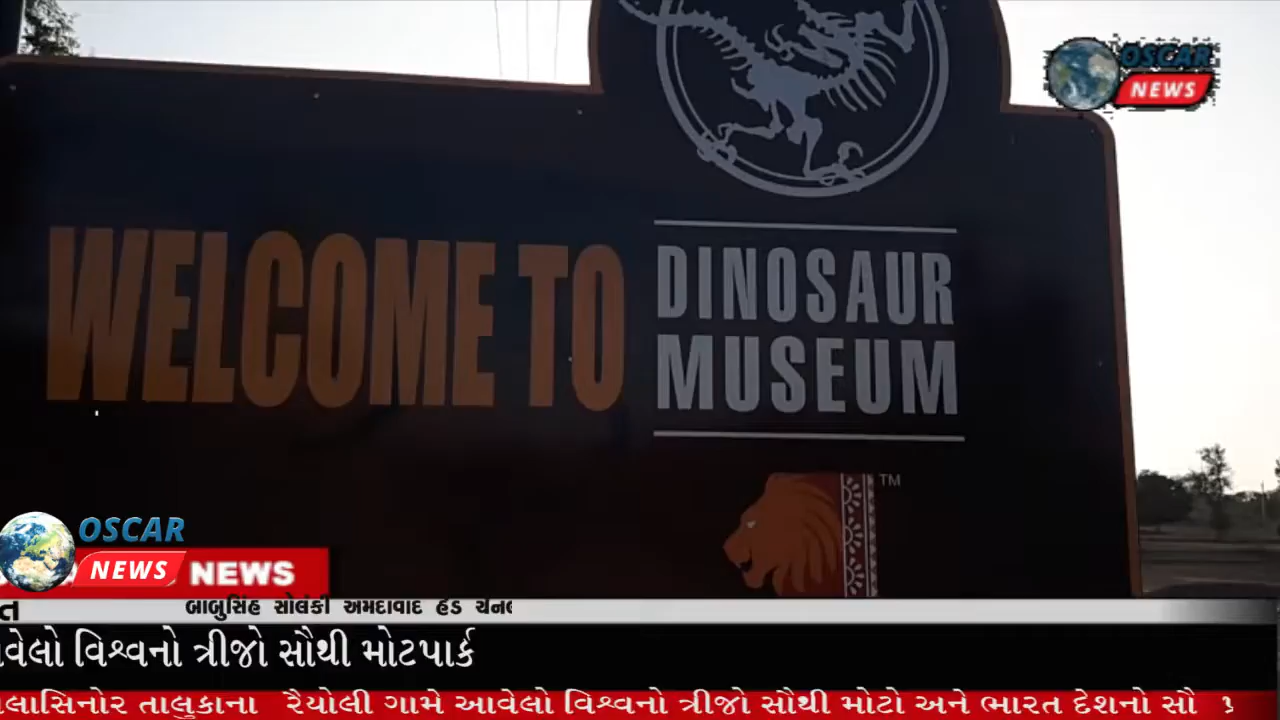 OSCAR
NEWS
WELCOME TO
DINOSAUR
MUSEUM
TM
OSCAR
NEWS
NEWS
ત
બાબુસિંહ સોલંકી અમદાવાદ હેડ ચેનલ
વેલો વિશ્વનો ત્રીજો સૌથી મોટપાર્ક
લાસિનોર તાલુકાના રૈયોલી ગામે આવેલો વિશ્વનો ત્રીજો સૌથી મોટો અને ભારત દેશનો સૌ